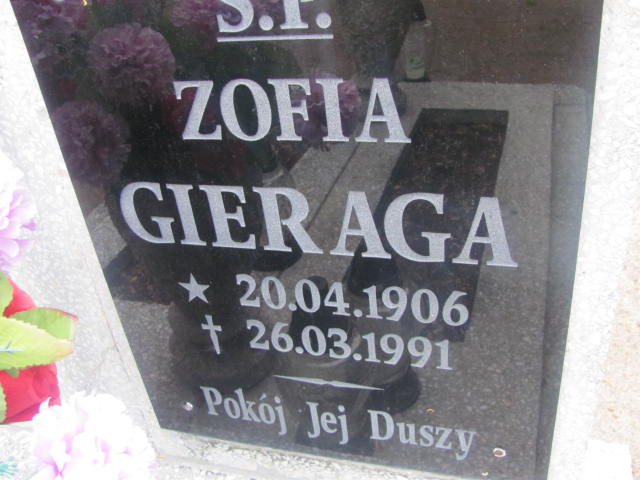 Ś.P.
ZOFIA
GIERAGA
★ 20.04.1906
✝ 26.03.1991
Pokój Jej Duszy